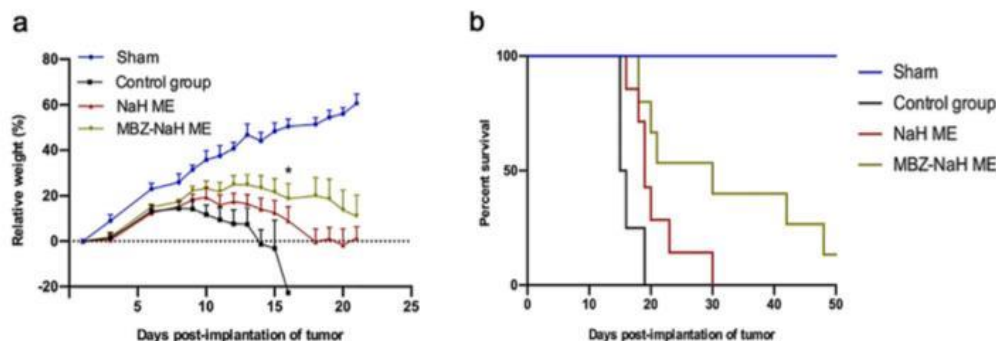 a
Relative weight (%)
80
60
40
20
0
-20
Sham
Control group
NaH ME
MBZ-NaH ME
*
5
10
15
20
25
Days post-implantation of tumor
b
Percent survival
100
50
0
0
10
20
30
40
50
Days post-implantation of tumor
Sham
Control group
NaH ME
MBZ-NaH ME